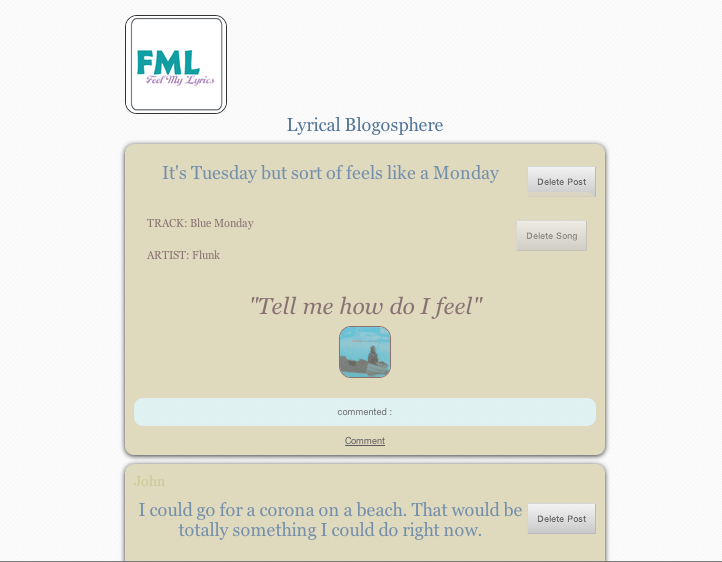 FML
Feel My Lyrics
Lyrical Blogosphere
It's Tuesday but sort of feels like a Monday
Delete Post
TRACK: Blue Monday
Delete Song
ARTIST: Flunk
"Tell me how do I feel"
commented :
Comment
John
I could go for a corona on a beach. That would be
totally something I could do right now.
Delete Post